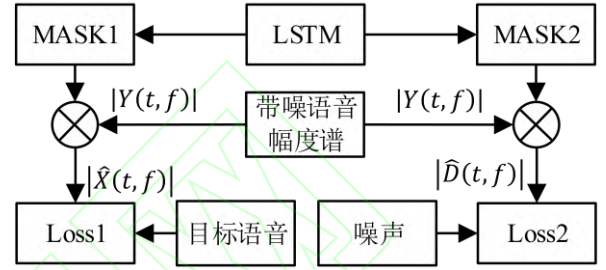 MASK1
LSTM
MASK2
|Y(t,f)|
带噪语音
幅度谱
|Y(t,f)|
|X̂(t,f)|
|D̂(t,f)|
Loss1
目标语音
噪声
Loss2